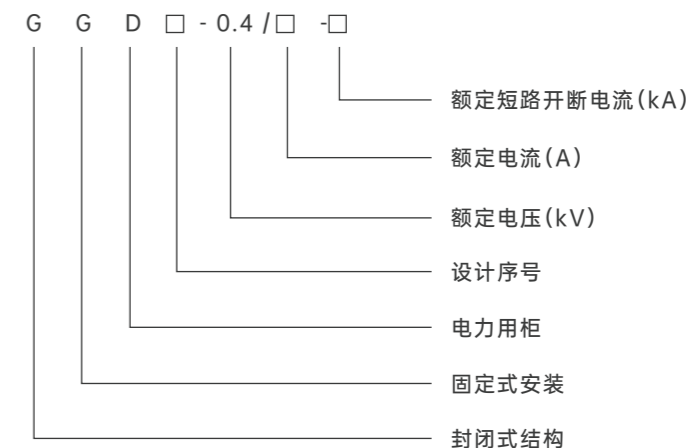 G G D □ - 0.4 / □ -□
额定短路开断电流(kA)
额定电流(A)
额定电压(kV)
设计序号
电力用柜
固定式安装
封闭式结构